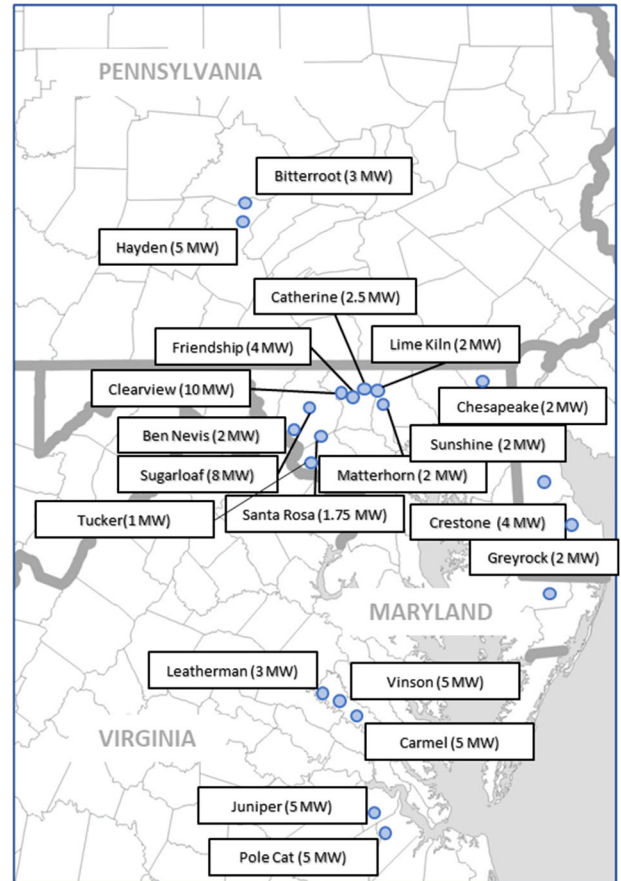 PENNSYLVANIA
Bitterroot (3 MW)
Hayden (5 MW)
Catherine (2.5 MW)
Friendship (4 MW)
Lime Kiln (2 MW)
Clearview (10 MW)
Chesapeake (2 MW)
Ben Nevis (2 MW)
Sunshine (2 MW)
Sugarloaf (8 MW)
Matterhorn (2 MW)
Tucker(1 MW)
Santa Rosa (1.75 MW)
Crestone (4 MW)
Greyrock (2 MW)
MARYLAND
Leatherman (3 MW)
Vinson (5 MW)
VIRGINIA
Carmel (5 MW)
Juniper (5 MW)
Pole Cat (5 MW)